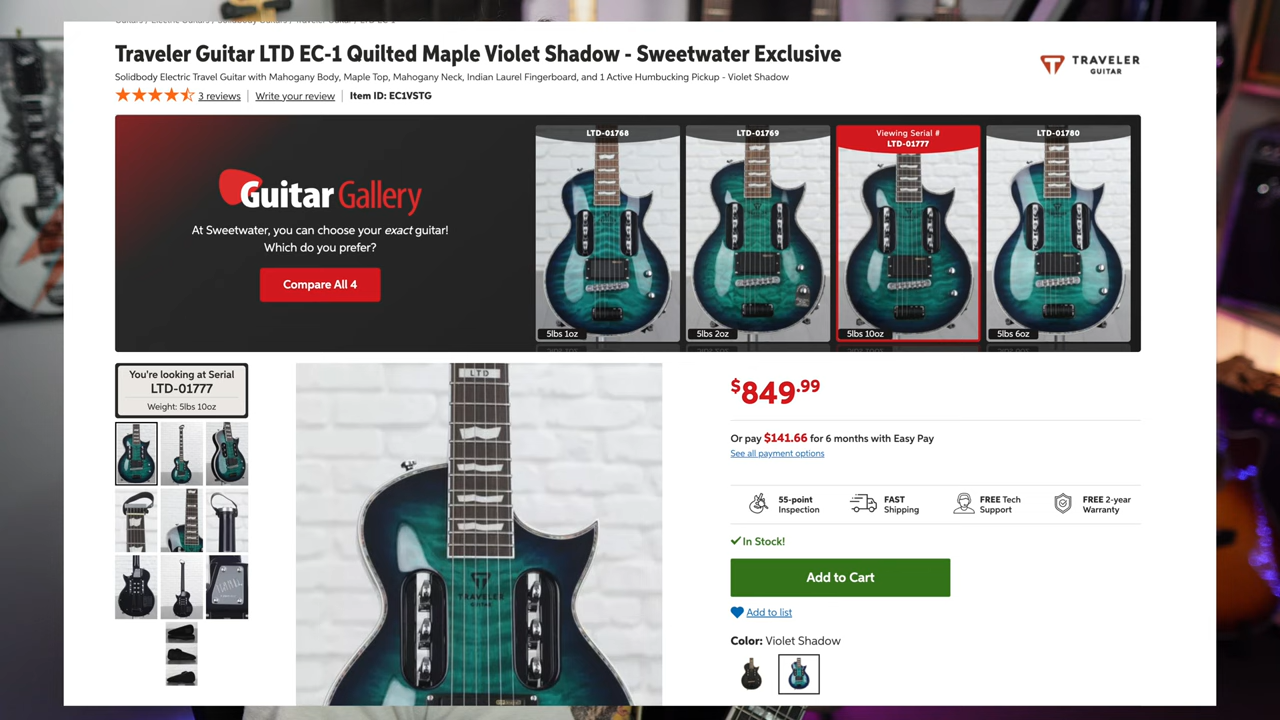 Traveler Guitar LTD EC-1 Quilted Maple Violet Shadow - Sweetwater Exclusive
Solidbody Electric Travel Guitar with Mahogany Body, Maple Top, Mahogany Neck, Indian Laurel Fingerboard, and 1 Active Humbucking Pickup - Violet Shadow
3 reviews | Write your review | Item ID: EC1VSTG
TRAVELER
GUITAR
LTD-01768
LTD-01769
Viewing Serial #
LTD-01777
LTD-01780
Guitar Gallery
At Sweetwater, you can choose your exact guitar!
Which do you prefer?
Compare All 4
5lbs 1oz
5lbs 2oz
5lbs 10oz
5lbs 6oz
You're looking at Serial
LTD-01777
Weight: 5lbs 10oz
LTD
TRAVELER
GUITAR
$849.99
Or pay $141.66 for 6 months with Easy Pay
See all payment options
55-point
Inspection
FAST
Shipping
FREE Tech
Support
FREE 2-year
Warranty
In Stock!
Add to Cart
Add to list
Color: Violet Shadow